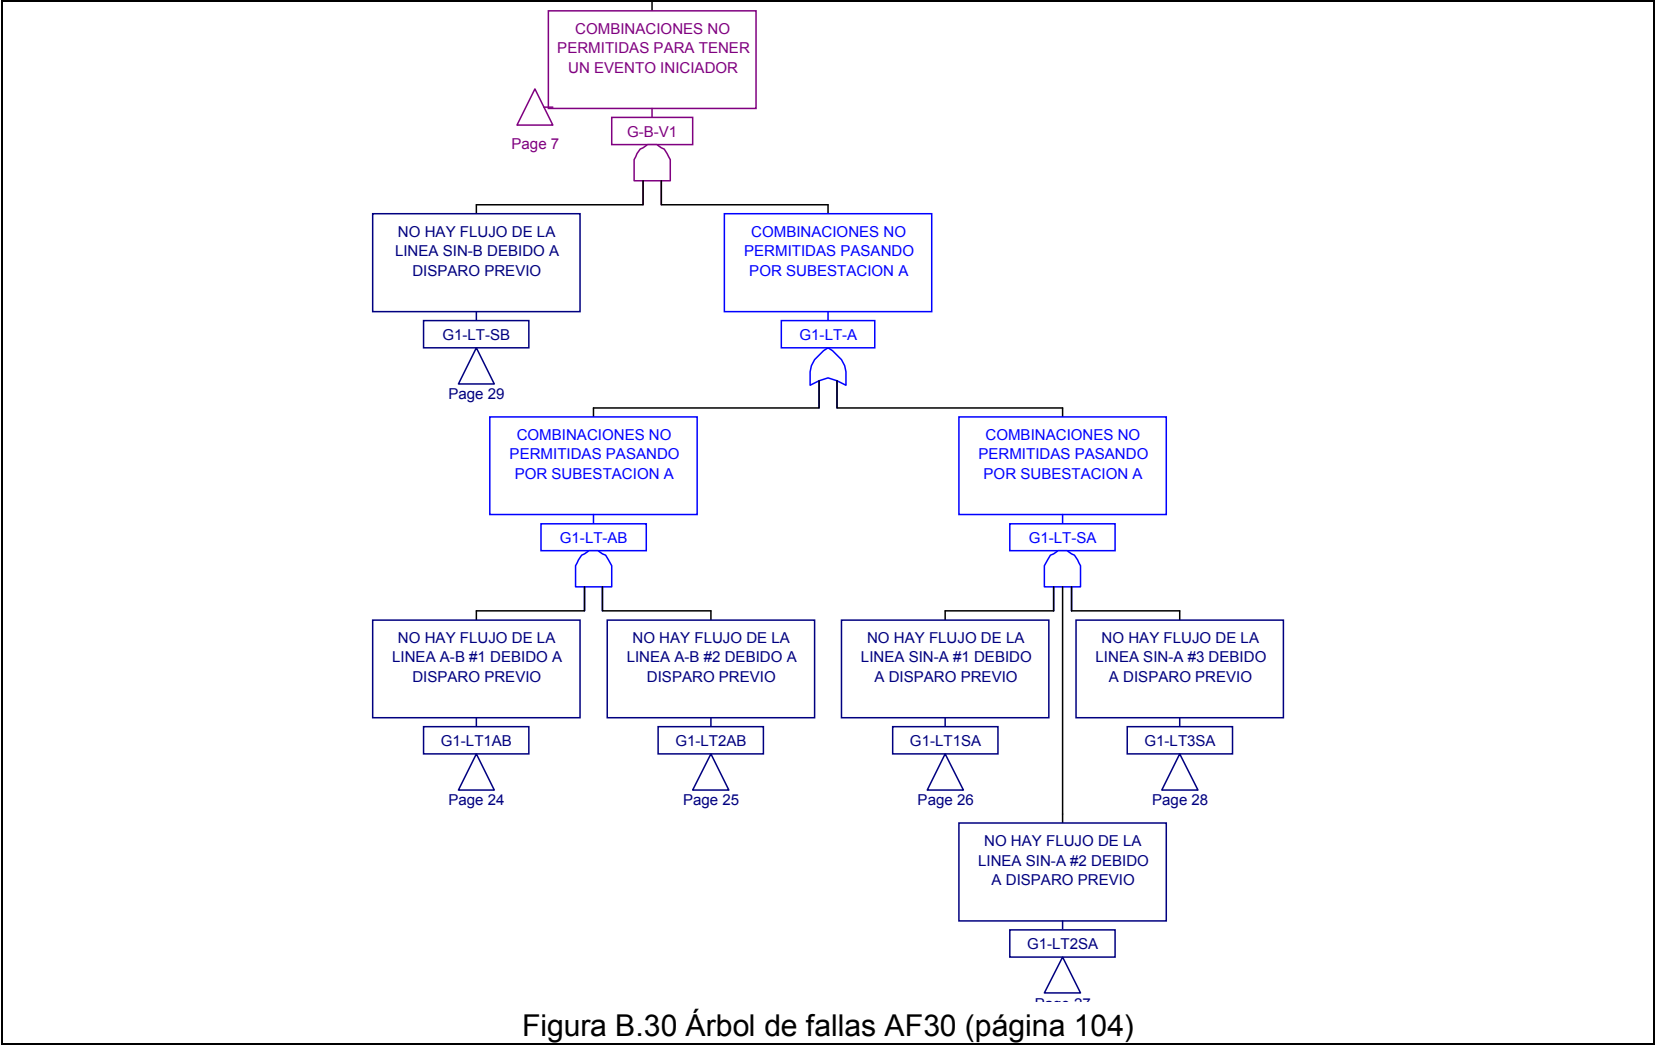 COMBINACIONES NO
PERMITIDAS PARA TENER
UN EVENTO INICIADOR
Page 7
G-B-V1
NO HAY FLUJO DE LA
LINEA SIN-B DEBIDO A
DISPARO PREVIO
G1-LT-SB
Page 29
COMBINACIONES NO
PERMITIDAS PASANDO
POR SUBESTACION A
G1-LT-A
COMBINACIONES NO
PERMITIDAS PASANDO
POR SUBESTACION A
G1-LT-AB
COMBINACIONES NO
PERMITIDAS PASANDO
POR SUBESTACION A
G1-LT-SA
NO HAY FLUJO DE LA
LINEA A-B #1 DEBIDO A
DISPARO PREVIO
G1-LT1AB
Page 24
NO HAY FLUJO DE LA
LINEA A-B #2 DEBIDO A
DISPARO PREVIO
G1-LT2AB
Page 25
NO HAY FLUJO DE LA
LINEA SIN-A #1 DEBIDO
A DISPARO PREVIO
G1-LT1SA
Page 26
NO HAY FLUJO DE LA
LINEA SIN-A #3 DEBIDO
A DISPARO PREVIO
G1-LT3SA
Page 28
NO HAY FLUJO DE LA
LINEA SIN-A #2 DEBIDO
A DISPARO PREVIO
G1-LT2SA
Page 27
Figura B.30 Árbol de fallas AF30 (página 104)